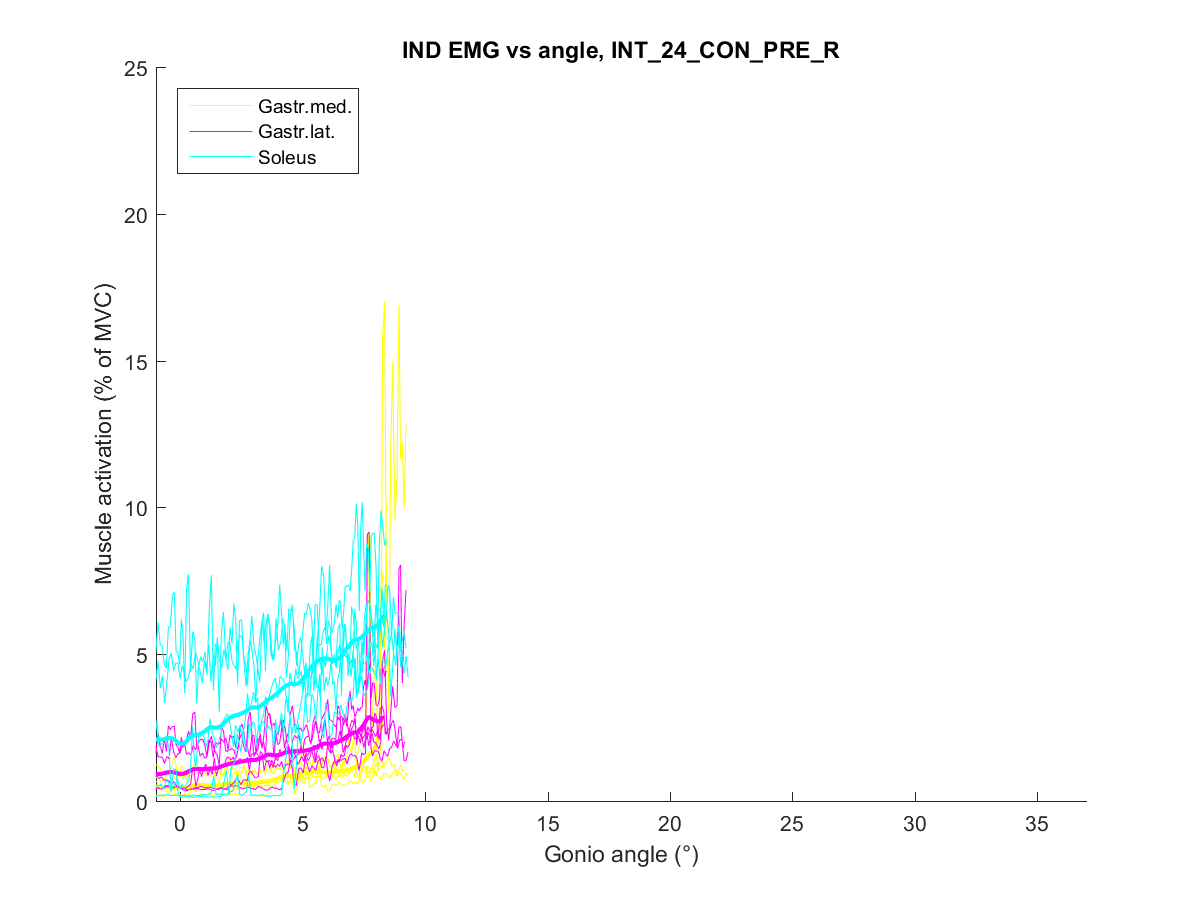 IND EMG vs angle, INT_24_CON_PRE_R
25
20
15
10
5
0
Muscle activation (% of MVC)
Gastr.med.
Gastr.lat.
Soleus
0 5 10 15 20 25 30 35
Gonio angle (°)